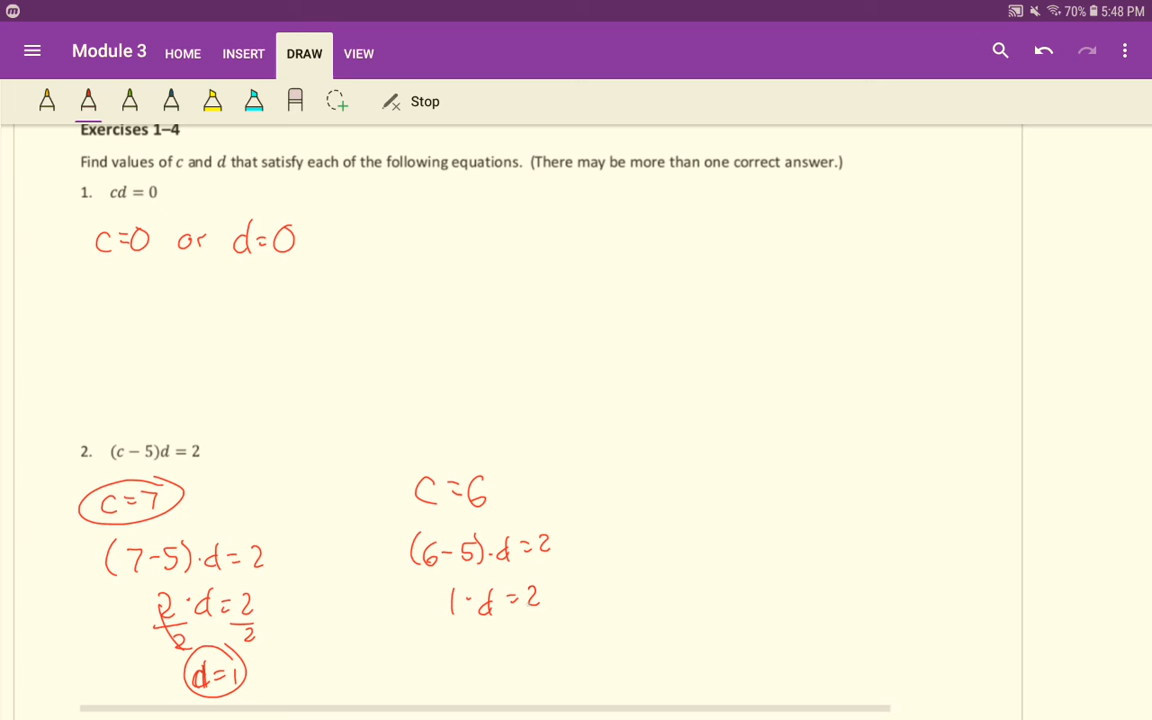 m 70% 5:48 PM
Module 3 HOME INSERT DRAW VIEW
Stop
Exercises 1–4
Find values of c and d that satisfy each of the following equations. (There may be more than one correct answer.)
1. cd = 0
c=0 or d=0
2. (c − 5)d = 2
c=7
(7-5)·d=2
2·d=2
2 2
d=1
c=6
(6-5)·d=2
1·d=2